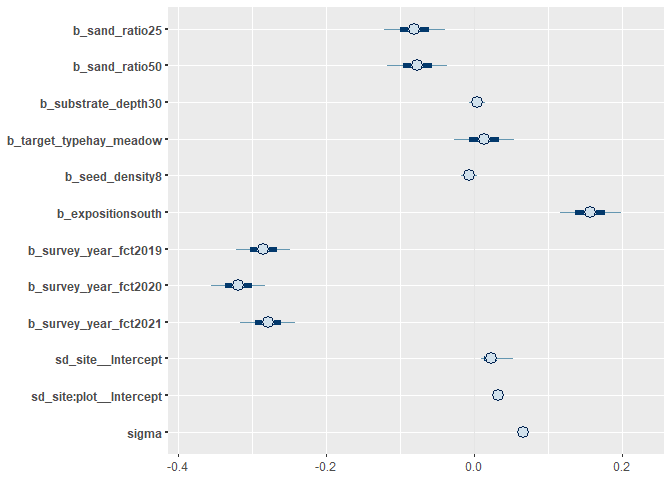 b_sand_ratio25
b_sand_ratio50
b_substrate_depth30
b_target_typehay_meadow
b_seed_density8
b_expositionsouth
b_survey_year_fct2019
b_survey_year_fct2020
b_survey_year_fct2021
sd_site__Intercept
sd_site:plot__Intercept
sigma
-0.4 -0.2 0.0 0.2